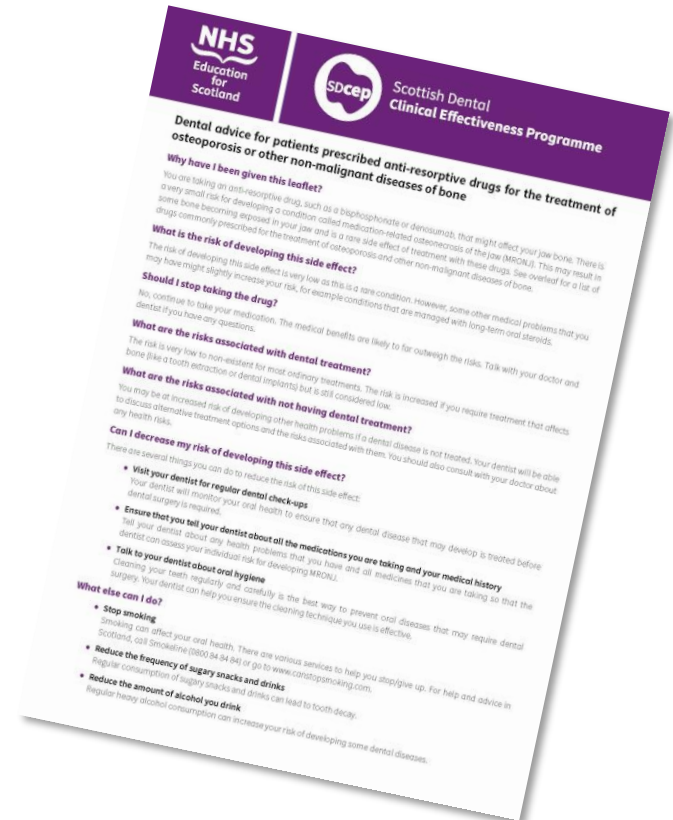 NHS
Education
for
Scotland
SDcep
Scottish Dental
Clinical Effectiveness Programme
Dental advice for patients prescribed anti-resorptive drugs for the treatment of
osteoporosis or other non-malignant diseases of bone
Why have I been given this leaflet?
You are taking an anti-resorptive drug, such as a bisphosphonate or denosumab, that might affect your jaw bone. There is
a very small risk for developing a condition called medication-related osteonecrosis of the jaw (MRONJ). This may result in
some bone becoming exposed in your jaw and is a rare side effect of treatment with these drugs. See overleaf for a list of
drugs commonly prescribed for the treatment of osteoporosis and other non-malignant diseases of bone.
What is the risk of developing this side effect?
The risk of developing this side effect is very low as this is a rare condition. However, some other medical problems that you
may have might slightly increase your risk, for example conditions that are managed with long-term oral steroids.
Should I stop taking the drug?
No, continue to take your medication. The medical benefits are likely to far outweigh the risks. Talk with your doctor and
dentist if you have any questions.
What are the risks associated with dental treatment?
The risk is very low to non-existent for most ordinary treatments. The risk is increased if you require treatment that affects
bone (like a tooth extraction or dental implants) but is still considered low.
What are the risks associated with not having dental treatment?
You may be at increased risk of developing other health problems if a dental disease is not treated. Your dentist will be able
to discuss alternative treatment options and the risks associated with them. You should also consult with your doctor about
any health risks.
Can I decrease my risk of developing this side effect?
There are several things you can do to reduce the risk of this side effect:
• Visit your dentist for regular dental check-ups
Your dentist will monitor your oral health to ensure that any dental disease that may develop is treated before
dental surgery is required.
• Ensure that you tell your dentist about all the medications you are taking and your medical history
Tell your dentist about any health problems that you have and all medicines that you are taking so that the
dentist can assess your individual risk for developing MRONJ.
• Talk to your dentist about oral hygiene
Cleaning your teeth regularly and carefully is the best way to prevent oral diseases that may require dental
surgery. Your dentist can help you ensure the cleaning technique you use is effective.
What else can I do?
• Stop smoking
Smoking can affect your oral health. There are various services to help you stop/give up. For help and advice in
Scotland, call Smokeline (0800 84 84 84) or go to www.canstopsmoking.com.
• Reduce the frequency of sugary snacks and drinks
Regular consumption of sugary snacks and drinks can lead to tooth decay.
• Reduce the amount of alcohol you drink
Regular heavy alcohol consumption can increase your risk of developing some dental diseases.